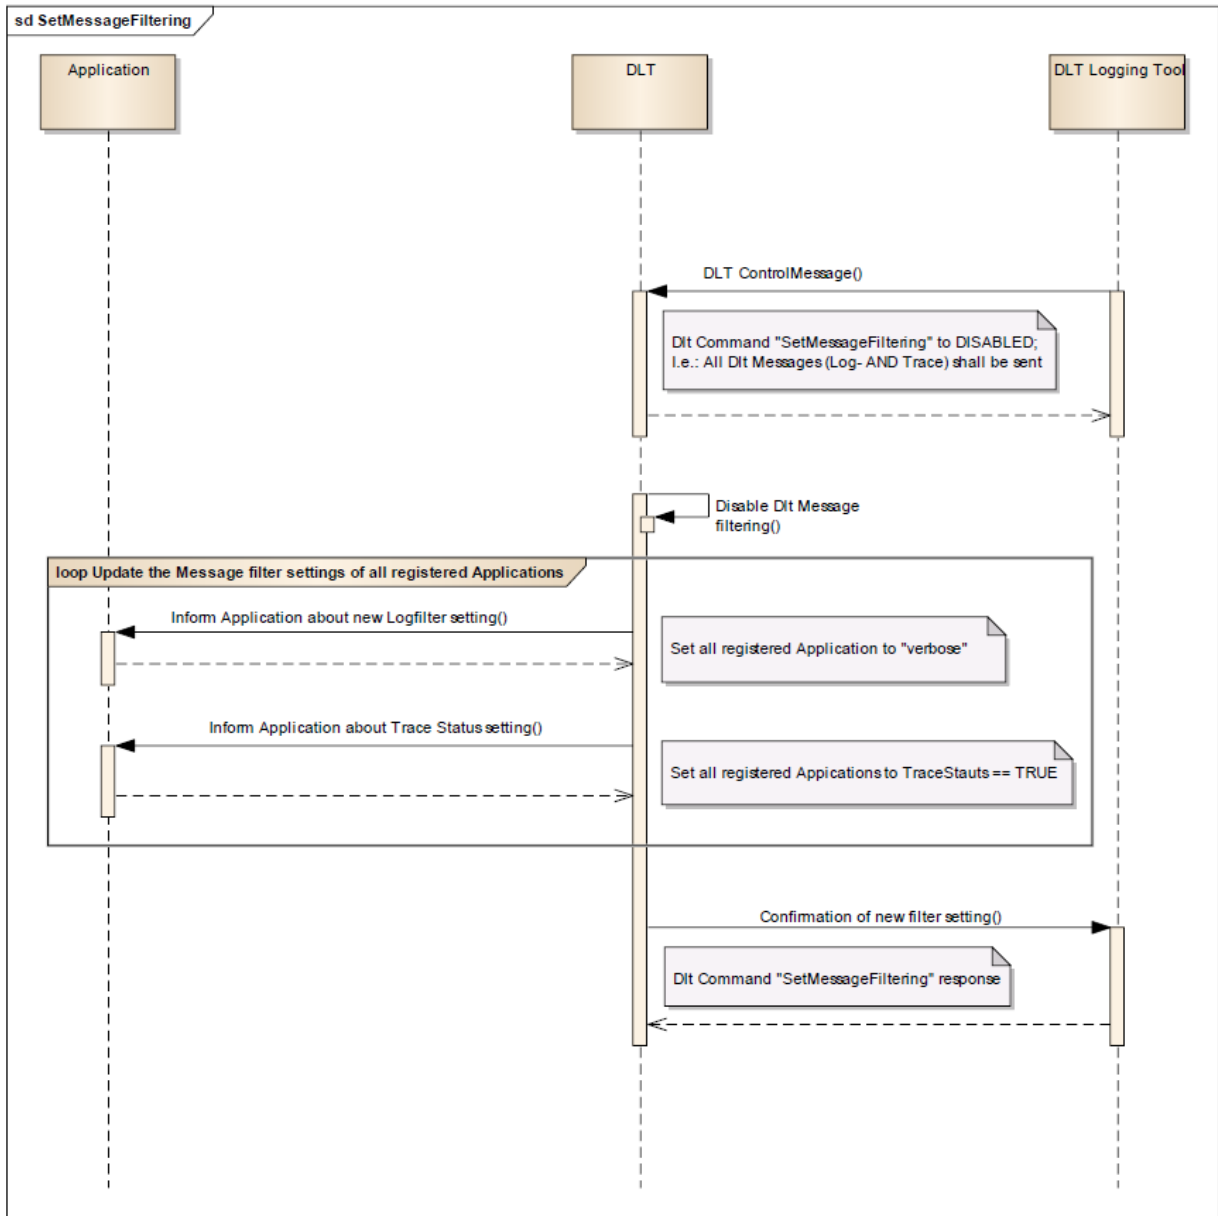 sd SetMessageFiltering
Application
DLT
DLT Logging Tool
DLT ControlMessage()
Dlt Command "SetMessageFiltering" to DISABLED;
I.e.: All Dlt Messages (Log- AND Trace) shall be sent
Disable Dlt Message
filtering()
loop Update the Message filter settings of all registered Applications
Inform Application about new Logfilter setting()
Set all registered Application to "verbose"
Inform Application about Trace Status setting()
Set all registered Appications to TraceStauts == TRUE
Confirmation of new filter setting()
Dlt Command "SetMessageFiltering" response